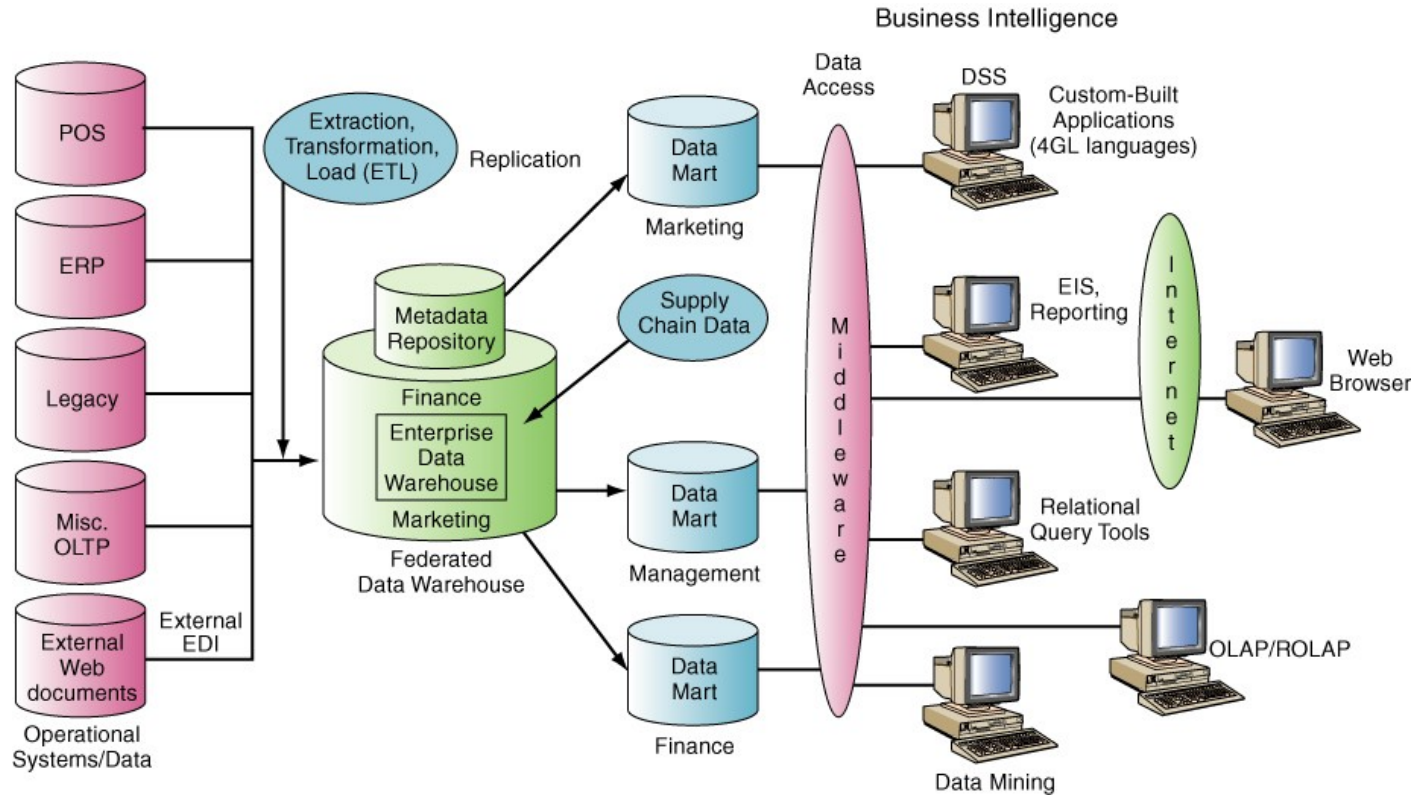 Business Intelligence
POS
ERP
Legacy
Misc.
OLTP
External
Web
documents
Operational
Systems/Data
External
EDI
Extraction,
Transformation,
Load (ETL)
Replication
Metadata
Repository
Finance
Enterprise
Data
Warehouse
Marketing
Federated
Data Warehouse
Supply
Chain Data
Data
Mart
Marketing
Data
Mart
Management
Data
Mart
Finance
Data
Access
Middleware
DSS
Custom-Built
Applications
(4GL languages)
EIS,
Reporting
Internet
Web
Browser
Relational
Query Tools
OLAP/ROLAP
Data Mining